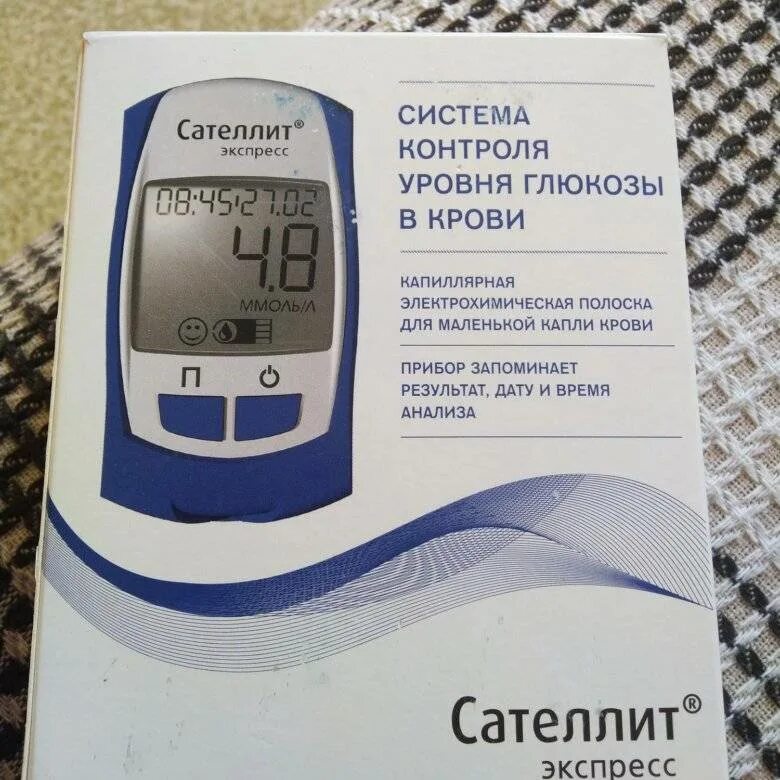 Сателлит®
экспресс
08:45 27.02
4.8
ММОЛЬ/Л
П
СИСТЕМА
КОНТРОЛЯ
УРОВНЯ ГЛЮКОЗЫ
В КРОВИ
КАПИЛЛЯРНАЯ
ЭЛЕКТРОХИМИЧЕСКАЯ ПОЛОСКА
ДЛЯ МАЛЕНЬКОЙ КАПЛИ КРОВИ
ПРИБОР ЗАПОМИНАЕТ
РЕЗУЛЬТАТ, ДАТУ И ВРЕМЯ
АНАЛИЗА
Сателлит®
экспресс